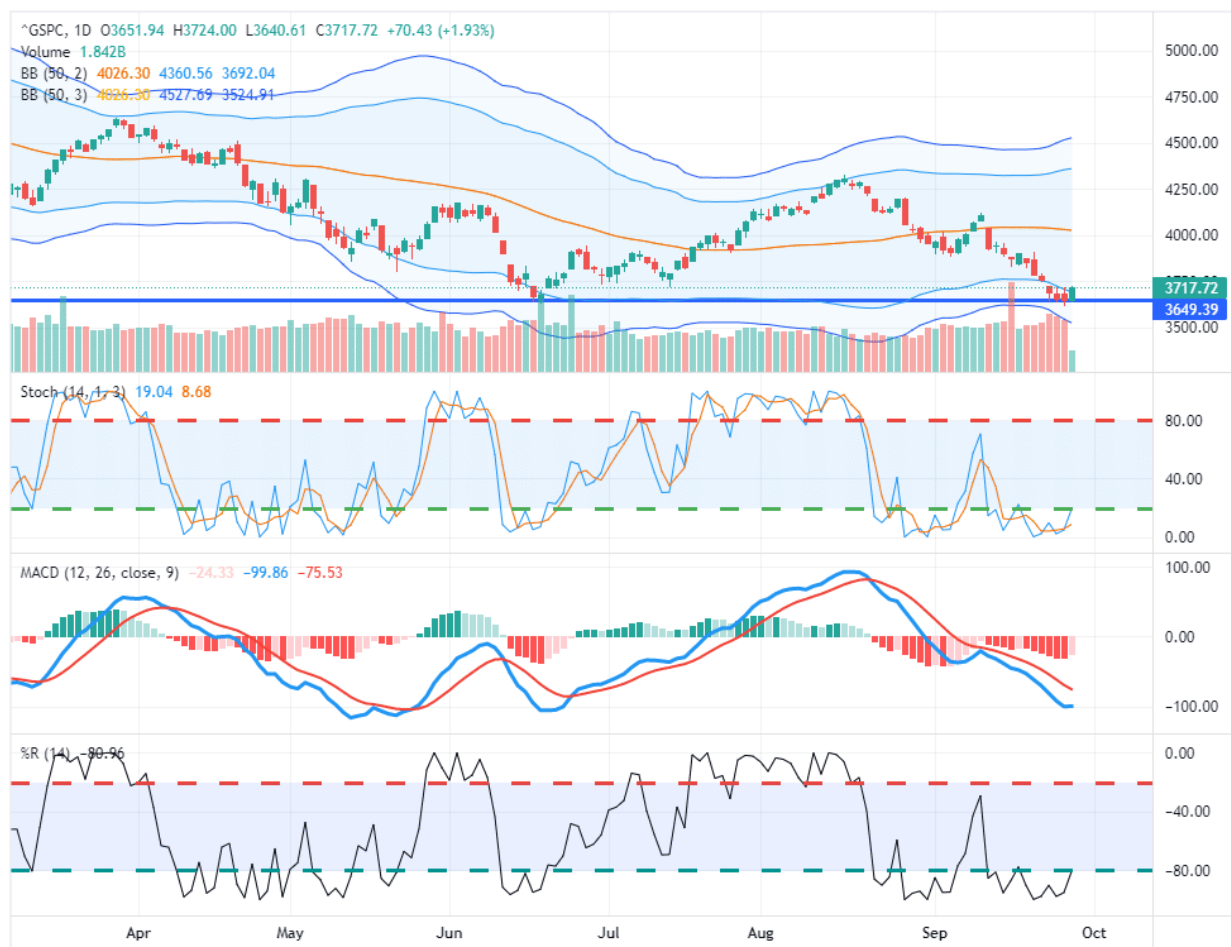 ^GSPC, 1D O3651.94 H3724.00 L3640.61 C3717.72 +70.43 (+1.93%)
Volume 1.842B
BB (50, 2) 4026.30 4360.56 3692.04
BB (50, 3) 4026.30 4527.69 3524.91
5000.00
4750.00
4500.00
4250.00
4000.00
3717.72
3649.39
3500.00
Stoch (14, 1, 3) 19.04 8.68
80.00
40.00
0.00
MACD (12, 26, close, 9) −24.33 −99.86 −75.53
100.00
0.00
−100.00
%R (14) −80.96
0.00
−40.00
−80.00
Apr May Jun Jul Aug Sep Oct